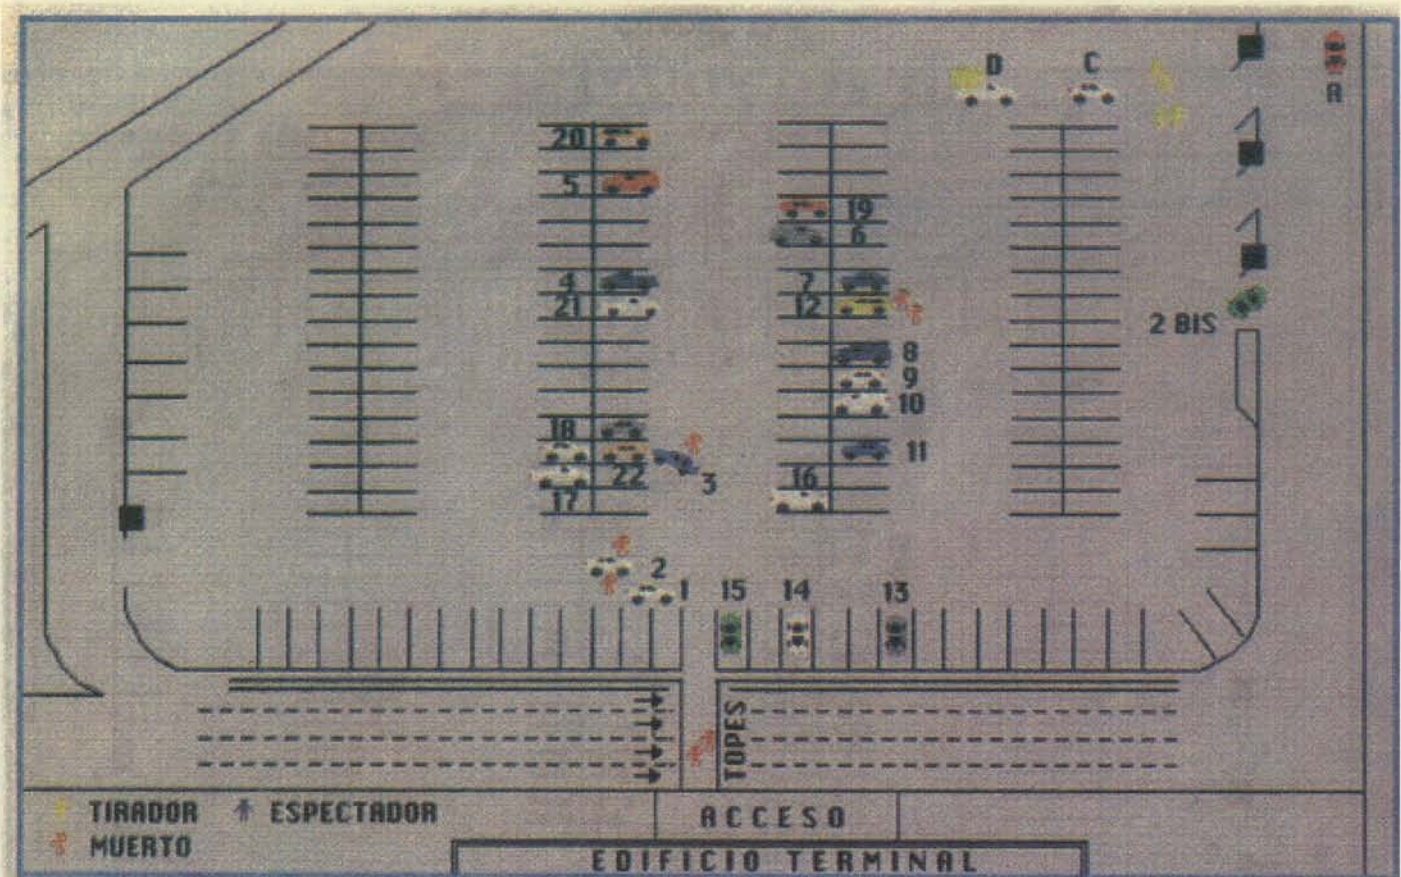 D C
A
20
5
19
6
4 7
21 12
2 BIS
8
9
10
18
11
22 3
17 16
2
1 15 14 13
TOPES
TIRADOR ESPECTADOR
MUERTO
ACCESO
EDIFICIO TERMINAL